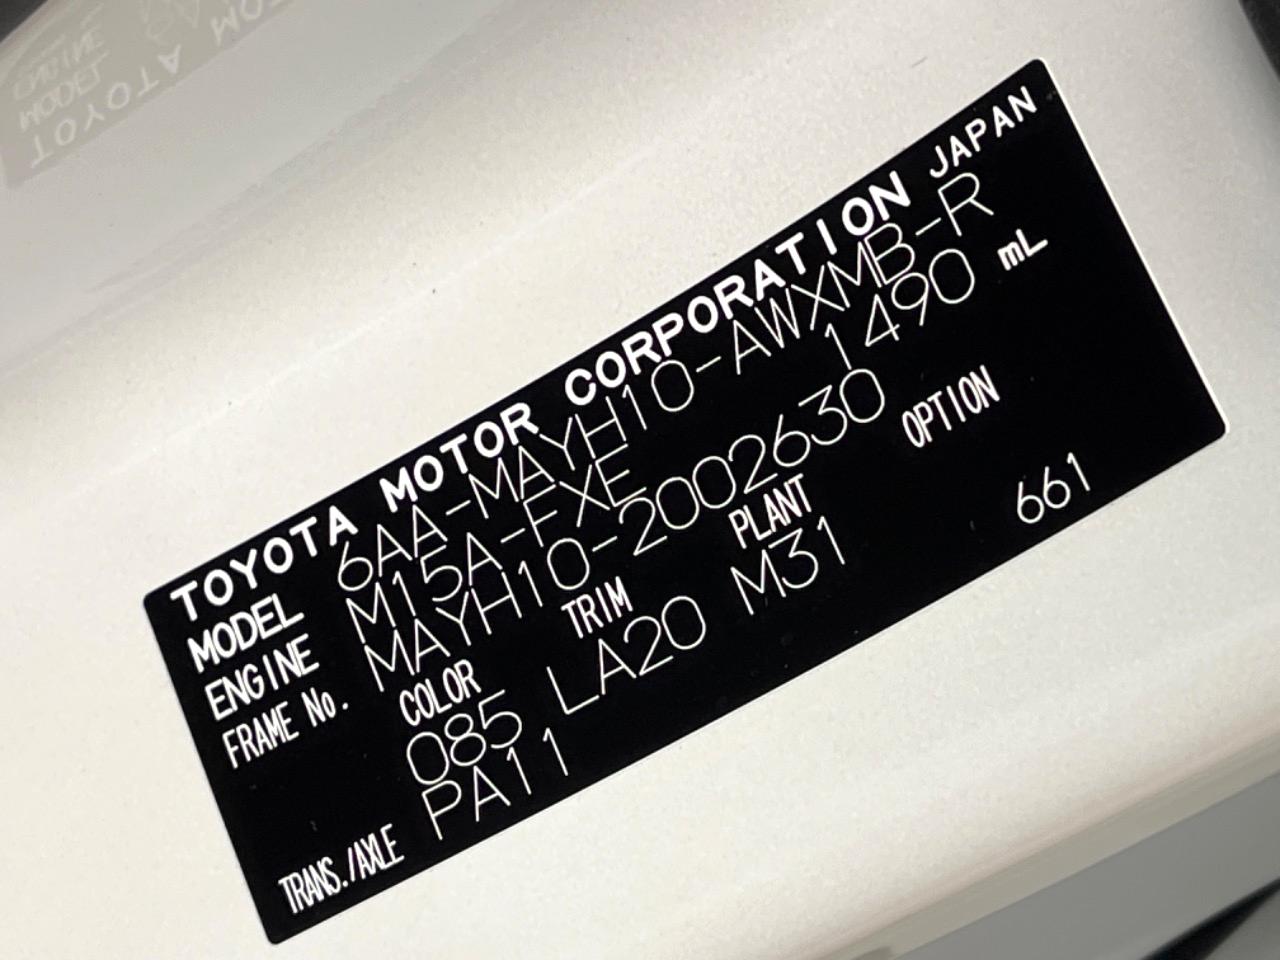 TOYOTA MOTOR CORPORATION JAPAN
MODEL 6AA-MAYH10-AWXMB-R
ENGINE M15A-FXE 1490 mL
FRAME No. MAYH10-2002630
COLOR TRIM PLANT OPTION
085 LA20 M31 661
TRANS./AXLE PA11